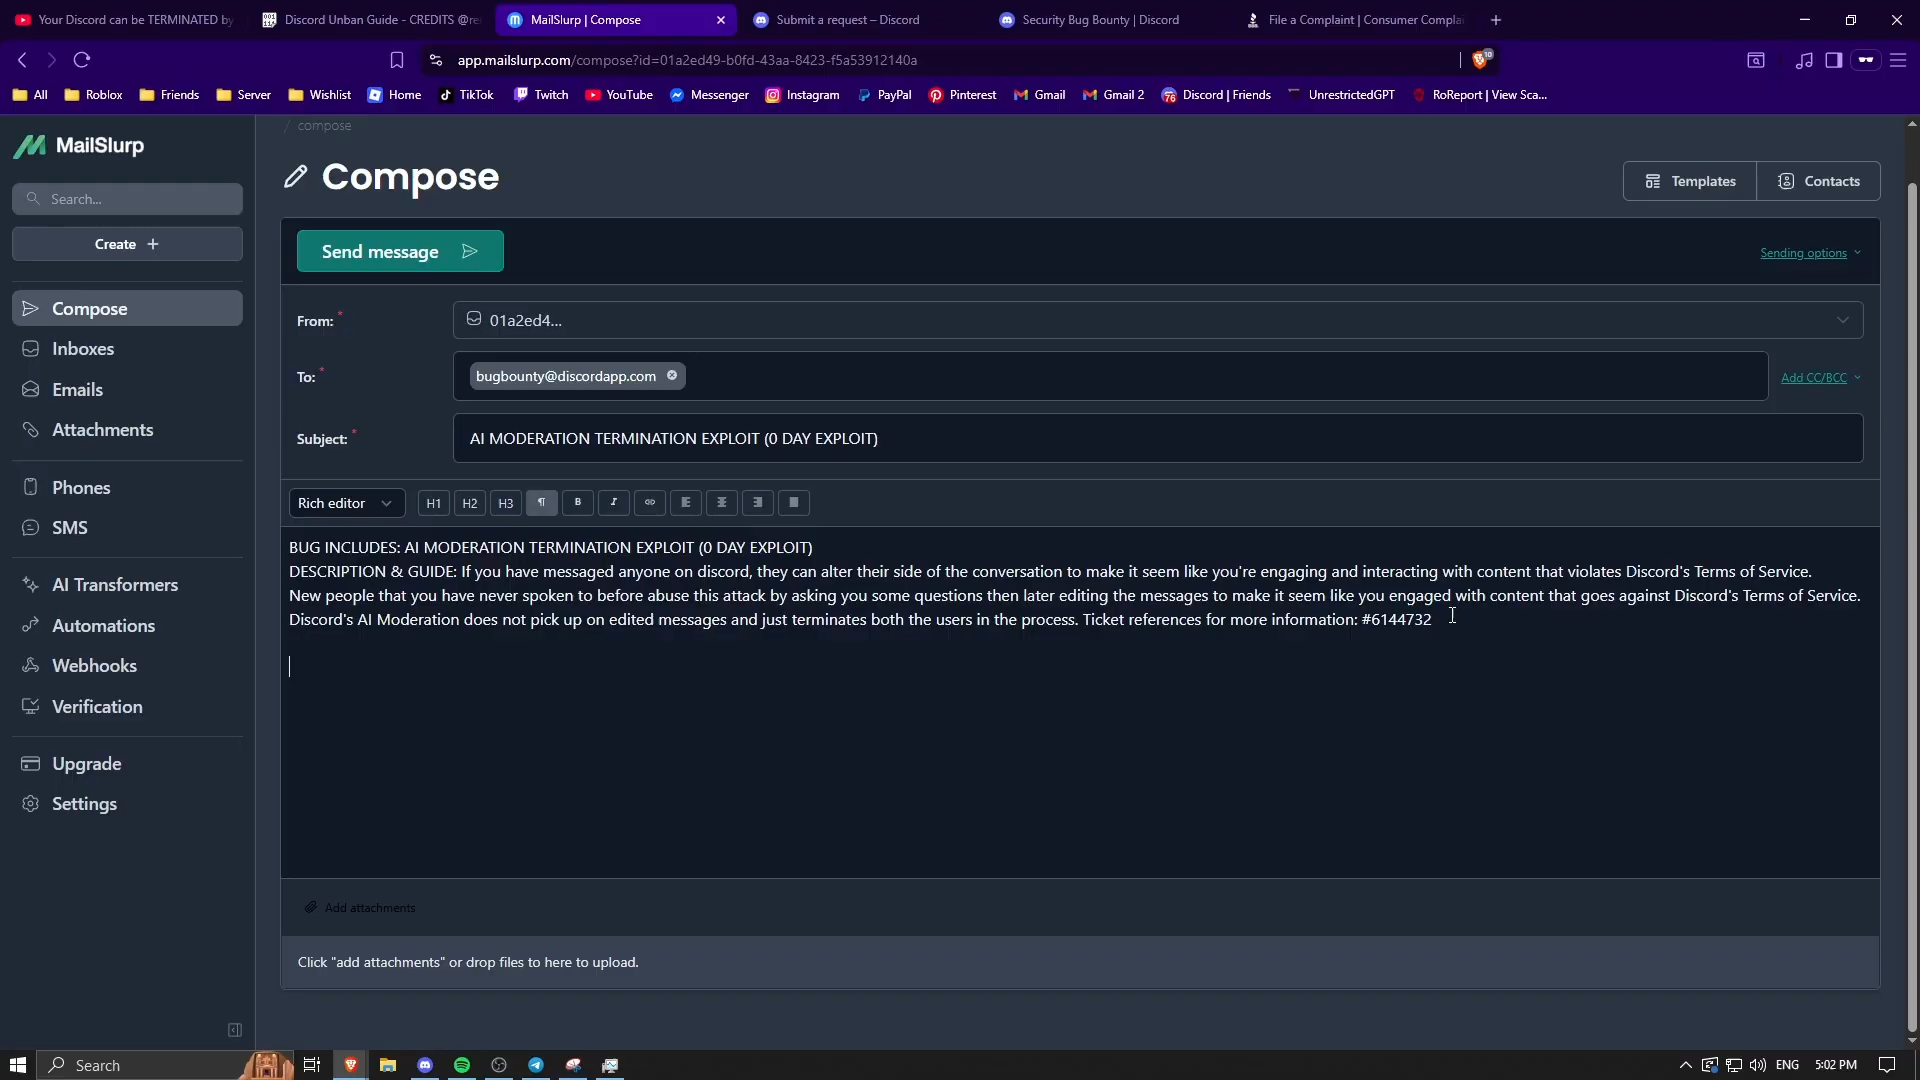 Your Discord can be TERMINATED by
Discord Unban Guide - CREDITS @re
MailSlurp | Compose
Submit a request – Discord
Security Bug Bounty | Discord
File a Complaint | Consumer Complai
app.mailslurp.com/compose?id=01a2ed49-b0fd-43aa-8423-f5a53912140a
10
All
Roblox
Friends
Server
Wishlist
Home
TikTok
Twitch
YouTube
Messenger
Instagram
PayPal
Pinterest
Gmail
Gmail 2
76
Discord | Friends
UnrestrictedGPT
RoReport | View Sca...
MailSlurp
Search...
Create +
Compose
Inboxes
Emails
Attachments
Phones
SMS
AI Transformers
Automations
Webhooks
Verification
Upgrade
Settings
/ compose
Compose
Templates
Contacts
Send message
Sending options
From: *
01a2ed4...
To: *
bugbounty@discordapp.com
Add CC/BCC
Subject: *
AI MODERATION TERMINATION EXPLOIT (0 DAY EXPLOIT)
Rich editor
H1
H2
H3
¶
B
I
BUG INCLUDES: AI MODERATION TERMINATION EXPLOIT (0 DAY EXPLOIT)
DESCRIPTION & GUIDE: If you have messaged anyone on discord, they can alter their side of the conversation to make it seem like you're engaging and interacting with content that violates Discord's Terms of Service.
New people that you have never spoken to before abuse this attack by asking you some questions then later editing the messages to make it seem like you engaged with content that goes against Discord's Terms of Service.
Discord's AI Moderation does not pick up on edited messages and just terminates both the users in the process. Ticket references for more information: #6144732
Add attachments
Click "add attachments" or drop files to here to upload.
Search
ENG
5:02 PM